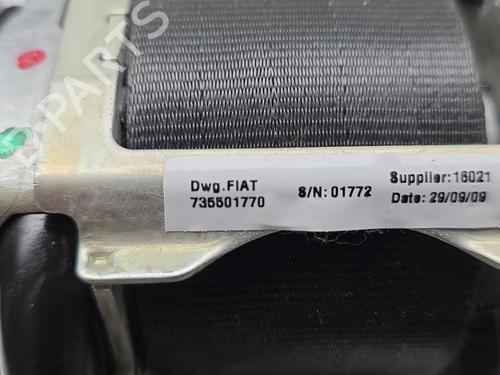 B-PARTS
Dwg.FIAT
735501770
S/N: 01772
Supplier:16021
Date: 29/09/09